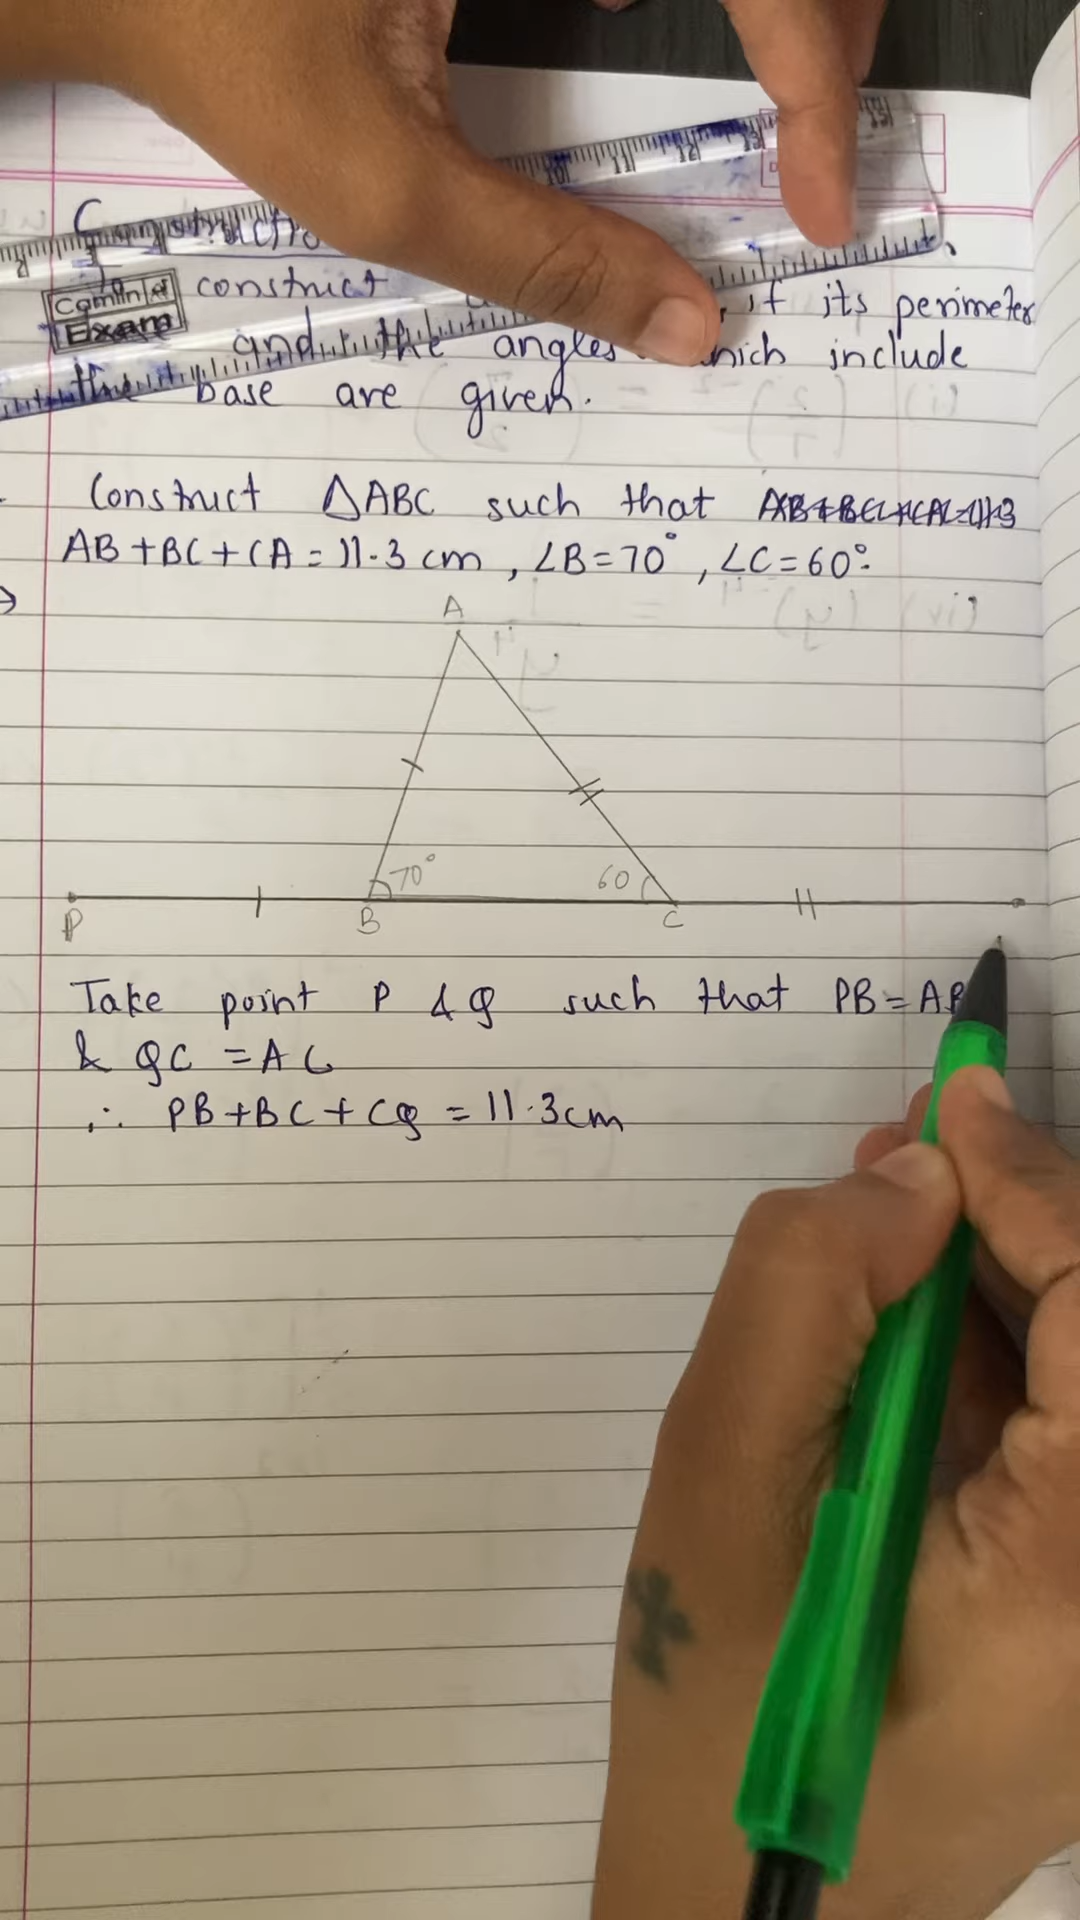 construct if its perimeter
and the angles which include
the base are given.
Construct △ABC such that
AB+BC+CA=11.3 cm, ∠B=70°, ∠C=60°.
A
70° 60
P B C
Take point P & Q such that PB=AB
& QC = AC
∴ PB+BC+CQ = 11.3cm